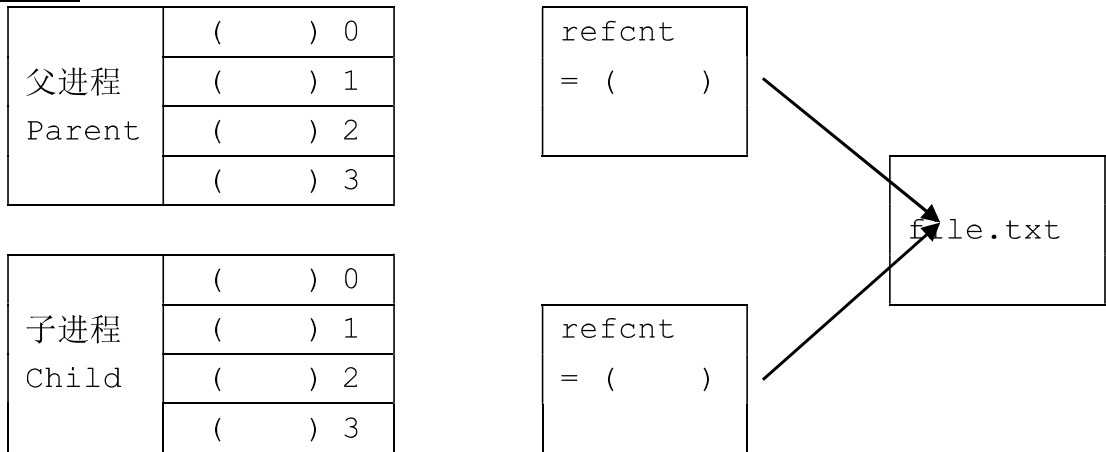 父进程
Parent
( ) 0
( ) 1
( ) 2
( ) 3
refcnt
= ( )
file.txt
子进程
Child
( ) 0
( ) 1
( ) 2
( ) 3
refcnt
= ( )